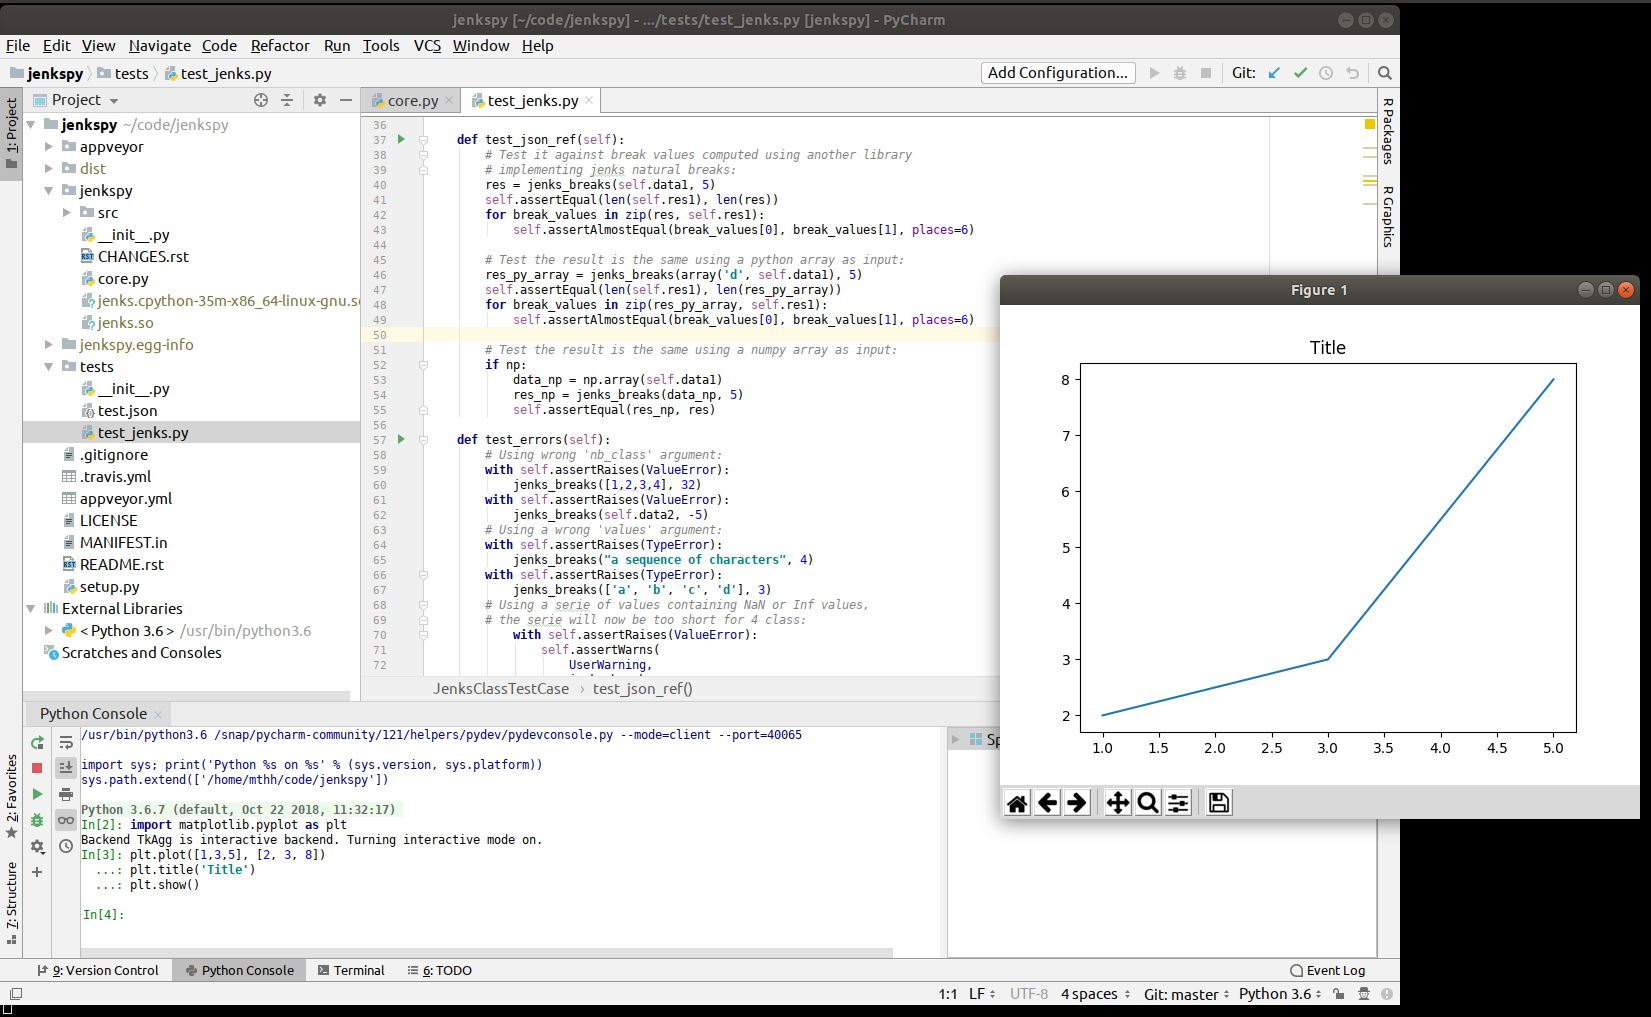 jenkspy [~/code/jenkspy] - .../tests/test_jenks.py [jenkspy] - PyCharm
File Edit View Navigate Code Refactor Run Tools VCS Window Help
jenkspy tests test_jenks.py
Add Configuration... Git:
1: Project
Project
jenkspy ~/code/jenkspy
appveyor
dist
jenkspy
src
__init__.py
CHANGES.rst
core.py
jenks.cpython-35m-x86_64-linux-gnu.so
jenks.so
jenkspy.egg-info
tests
__init__.py
test.json
test_jenks.py
.gitignore
.travis.yml
appveyor.yml
LICENSE
MANIFEST.in
README.rst
setup.py
External Libraries
< Python 3.6 > /usr/bin/python3.6
Scratches and Consoles
core.py test_jenks.py
36
37 def test_json_ref(self):
38 # Test it against break values computed using another library
39 # implementing jenks natural breaks:
40 res = jenks_breaks(self.data1, 5)
41 self.assertEqual(len(self.res1), len(res))
42 for break_values in zip(res, self.res1):
43 self.assertAlmostEqual(break_values[0], break_values[1], places=6)
44
45 # Test the result is the same using a python array as input:
46 res_py_array = jenks_breaks(array('d', self.data1), 5)
47 self.assertEqual(len(self.res1), len(res_py_array))
48 for break_values in zip(res_py_array, self.res1):
49 self.assertAlmostEqual(break_values[0], break_values[1], places=6)
50
51 # Test the result is the same using a numpy array as input:
52 if np:
53 data_np = np.array(self.data1)
54 res_np = jenks_breaks(data_np, 5)
55 self.assertEqual(res_np, res)
56
57 def test_errors(self):
58 # Using wrong 'nb_class' argument:
59 with self.assertRaises(ValueError):
60 jenks_breaks([1,2,3,4], 32)
61 with self.assertRaises(ValueError):
62 jenks_breaks(self.data2, -5)
63 # Using a wrong 'values' argument:
64 with self.assertRaises(TypeError):
65 jenks_breaks("a sequence of characters", 4)
66 with self.assertRaises(TypeError):
67 jenks_breaks(['a', 'b', 'c', 'd'], 3)
68 # Using a serie of values containing NaN or Inf values,
69 # the serie will now be too short for 4 class:
70 with self.assertRaises(ValueError):
71 self.assertWarns(
72 UserWarning,
JenksClassTestCase test_json_ref()
R Packages
R Graphics
Figure 1
Title
8
7
6
5
4
3
2
1.0 1.5 2.0 2.5 3.0 3.5 4.0 4.5 5.0
Python Console
/usr/bin/python3.6 /snap/pycharm-community/121/helpers/pydev/pydevconsole.py --mode=client --port=40065
import sys; print('Python %s on %s' % (sys.version, sys.platform))
sys.path.extend(['/home/mthh/code/jenkspy'])
Python 3.6.7 (default, Oct 22 2018, 11:32:17)
In[2]: import matplotlib.pyplot as plt
Backend TkAgg is interactive backend. Turning interactive mode on.
In[3]: plt.plot([1,3,5], [2, 3, 8])
...: plt.title('Title')
...: plt.show()
In[4]:
2: Favorites
7: Structure
9: Version Control Python Console Terminal 6: TODO Event Log
1:1 LF UTF-8 4 spaces Git: master Python 3.6